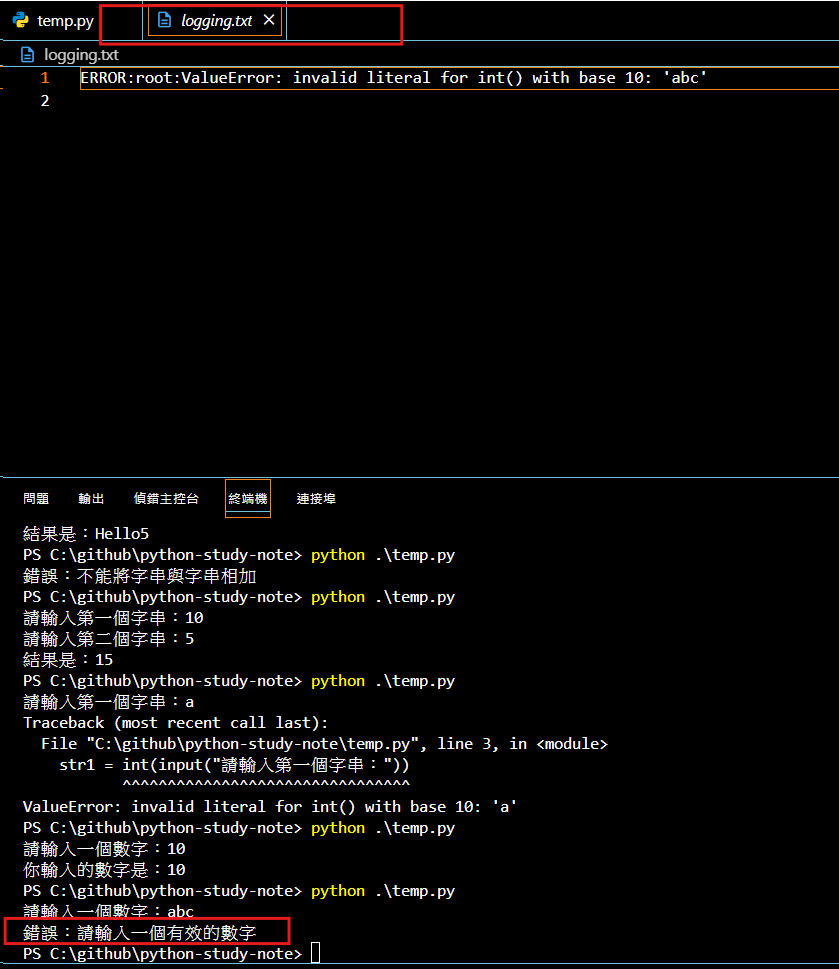 temp.py
logging.txt
logging.txt
1 ERROR:root:ValueError: invalid literal for int() with base 10: 'abc'
2
問題 輸出 偵錯主控台 終端機 連接埠
結果是：Hello5
PS C:\github\python-study-note> python .\temp.py
錯誤：不能將字串與字串相加
PS C:\github\python-study-note> python .\temp.py
請輸入第一個字串：10
請輸入第二個字串：5
結果是：15
PS C:\github\python-study-note> python .\temp.py
請輸入第一個字串：a
Traceback (most recent call last):
  File "C:\github\python-study-note\temp.py", line 3, in <module>
    str1 = int(input("請輸入第一個字串："))
           ^^^^^^^^^^^^^^^^^^^^^^^^^^^^^^^^
ValueError: invalid literal for int() with base 10: 'a'
PS C:\github\python-study-note> python .\temp.py
請輸入一個數字：10
你輸入的數字是：10
PS C:\github\python-study-note> python .\temp.py
請輸入一個數字：abc
錯誤：請輸入一個有效的數字
PS C:\github\python-study-note>